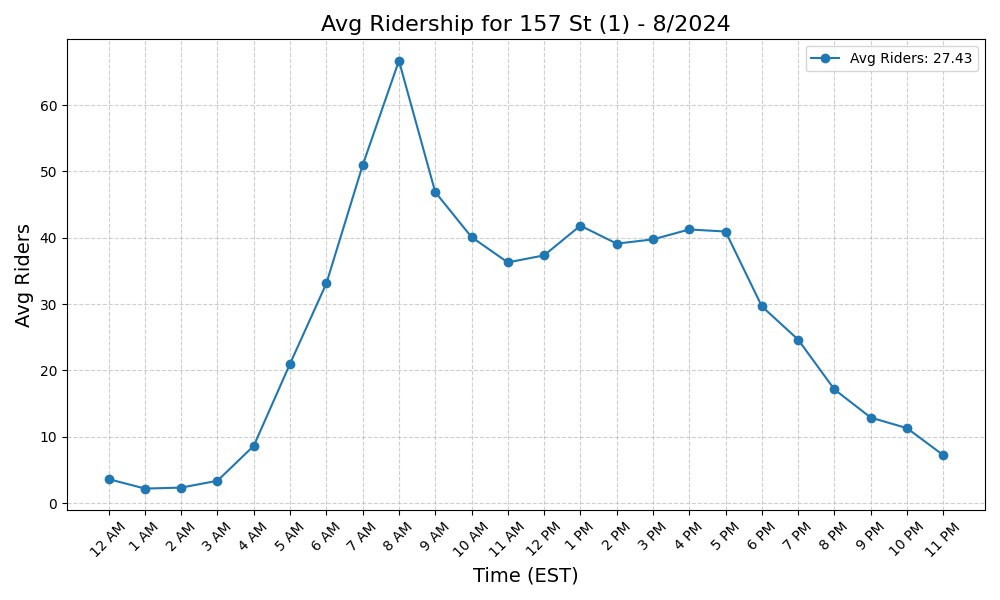 Avg Ridership for 157 St (1) - 8/2024
Avg Riders: 27.43
Avg Riders
60
50
40
30
20
10
0
12 AM
1 AM
2 AM
3 AM
4 AM
5 AM
6 AM
7 AM
8 AM
9 AM
10 AM
11 AM
12 PM
1 PM
2 PM
3 PM
4 PM
5 PM
6 PM
7 PM
8 PM
9 PM
10 PM
11 PM
Time (EST)